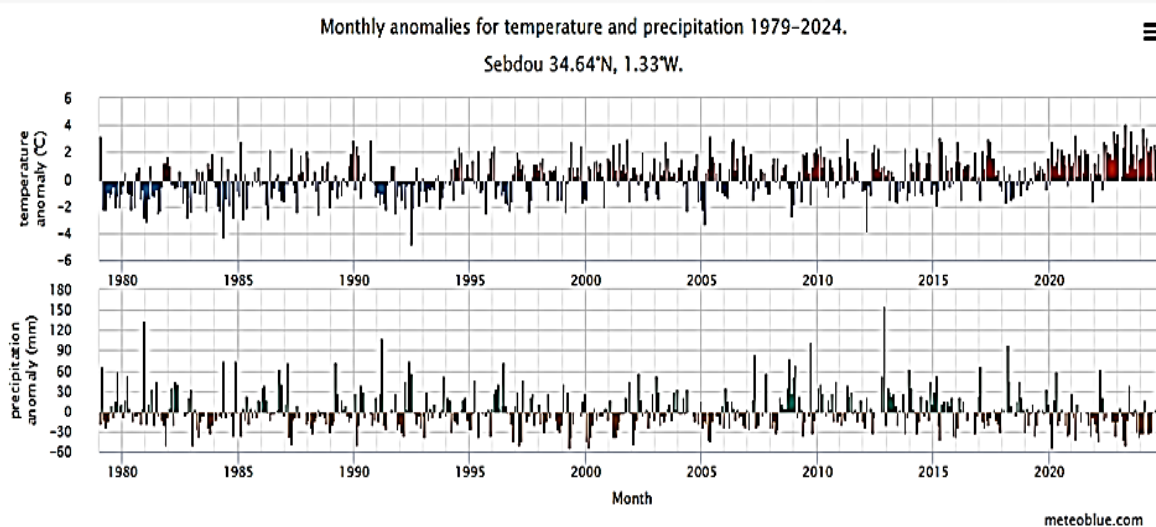 Monthly anomalies for temperature and precipitation 1979-2024.
Sebdou 34.64°N, 1.33°W.
temperature
anomaly (°C)
6
4
2
0
-2
-4
-6
1980 1985 1990 1995 2000 2005 2010 2015 2020
precipitation
anomaly (mm)
180
150
120
90
60
30
0
-30
-60
1980 1985 1990 1995 2000 2005 2010 2015 2020
Month
meteoblue.com